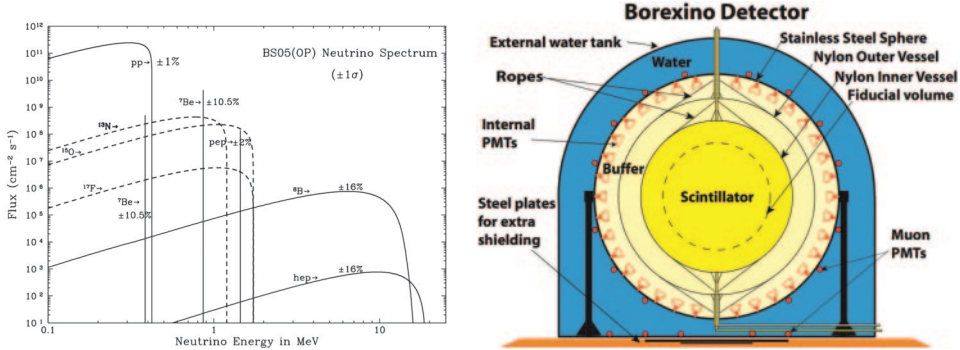 BS05(OP) Neutrino Spectrum
(±1σ)
10¹²
10¹¹
10¹⁰
10⁹
10⁸
10⁷
10⁶
10⁵
10⁴
10³
10²
10¹
Flux (cm⁻² s⁻¹)
pp→ ±1%
⁷Be→ ±10.5%
¹³N→
pep→ ±2%
¹⁵O→
¹⁷F→
⁷Be→
±10.5%
⁸B→
±16%
hep→
±16%
0.1
1
10
Neutrino Energy in MeV
Borexino Detector
External water tank
Water
Stainless Steel Sphere
Nylon Outer Vessel
Nylon Inner Vessel
Fiducial volume
Ropes
Internal
PMTs
Buffer
Scintillator
Steel plates
for extra
shielding
Muon
PMTs